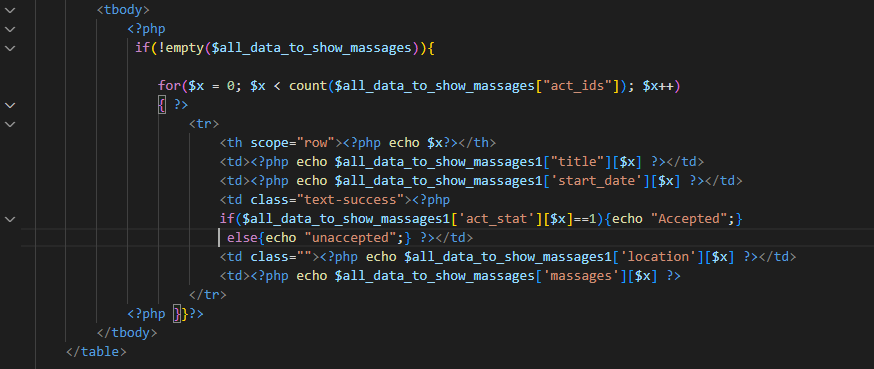 <tbody>
<?php
if(!empty($all_data_to_show_massages)){
for($x = 0; $x < count($all_data_to_show_massages["act_ids"]); $x++)
{ ?>
<tr>
<th scope="row"><?php echo $x?></th>
<td><?php echo $all_data_to_show_massages1["title"][$x] ?></td>
<td><?php echo $all_data_to_show_massages1['start_date'][$x] ?></td>
<td class="text-success"><?php
if($all_data_to_show_massages1['act_stat'][$x]==1){echo "Accepted";}
else{echo "unaccepted";} ?></td>
<td class=""><?php echo $all_data_to_show_massages1['location'][$x] ?></td>
<td><?php echo $all_data_to_show_massages['massages'][$x] ?>
</tr>
<?php }}?>
</tbody>
</table>